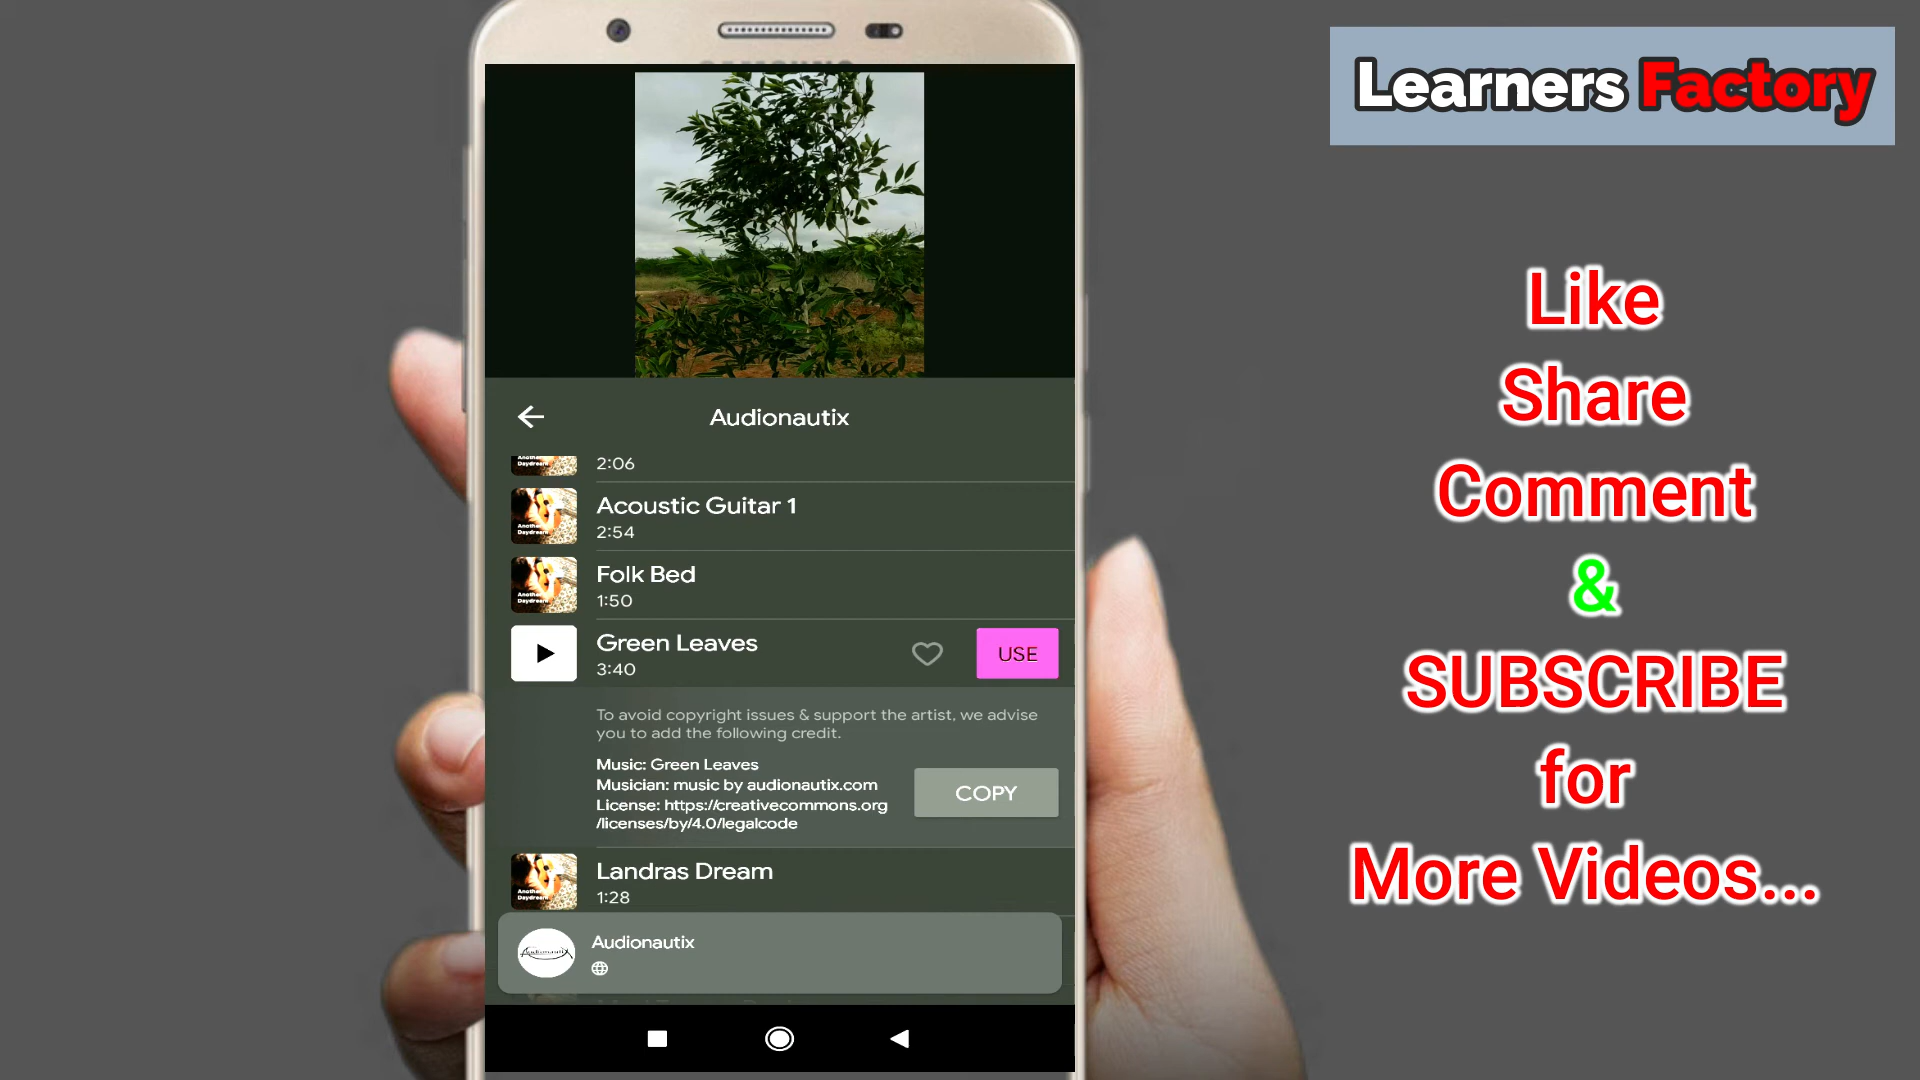 Learners Factory
Audionautix
2:06
Acoustic Guitar 1
2:54
Folk Bed
1:50
Green Leaves
3:40
USE
To avoid copyright issues & support the artist, we advise
you to add the following credit.
Music: Green Leaves
Musician: music by audionautix.com
License: https://creativecommons.org
/licenses/by/4.0/legalcode
COPY
Landras Dream
1:28
Audionautix
Like
Share
Comment
&
SUBSCRIBE
for
More Videos...